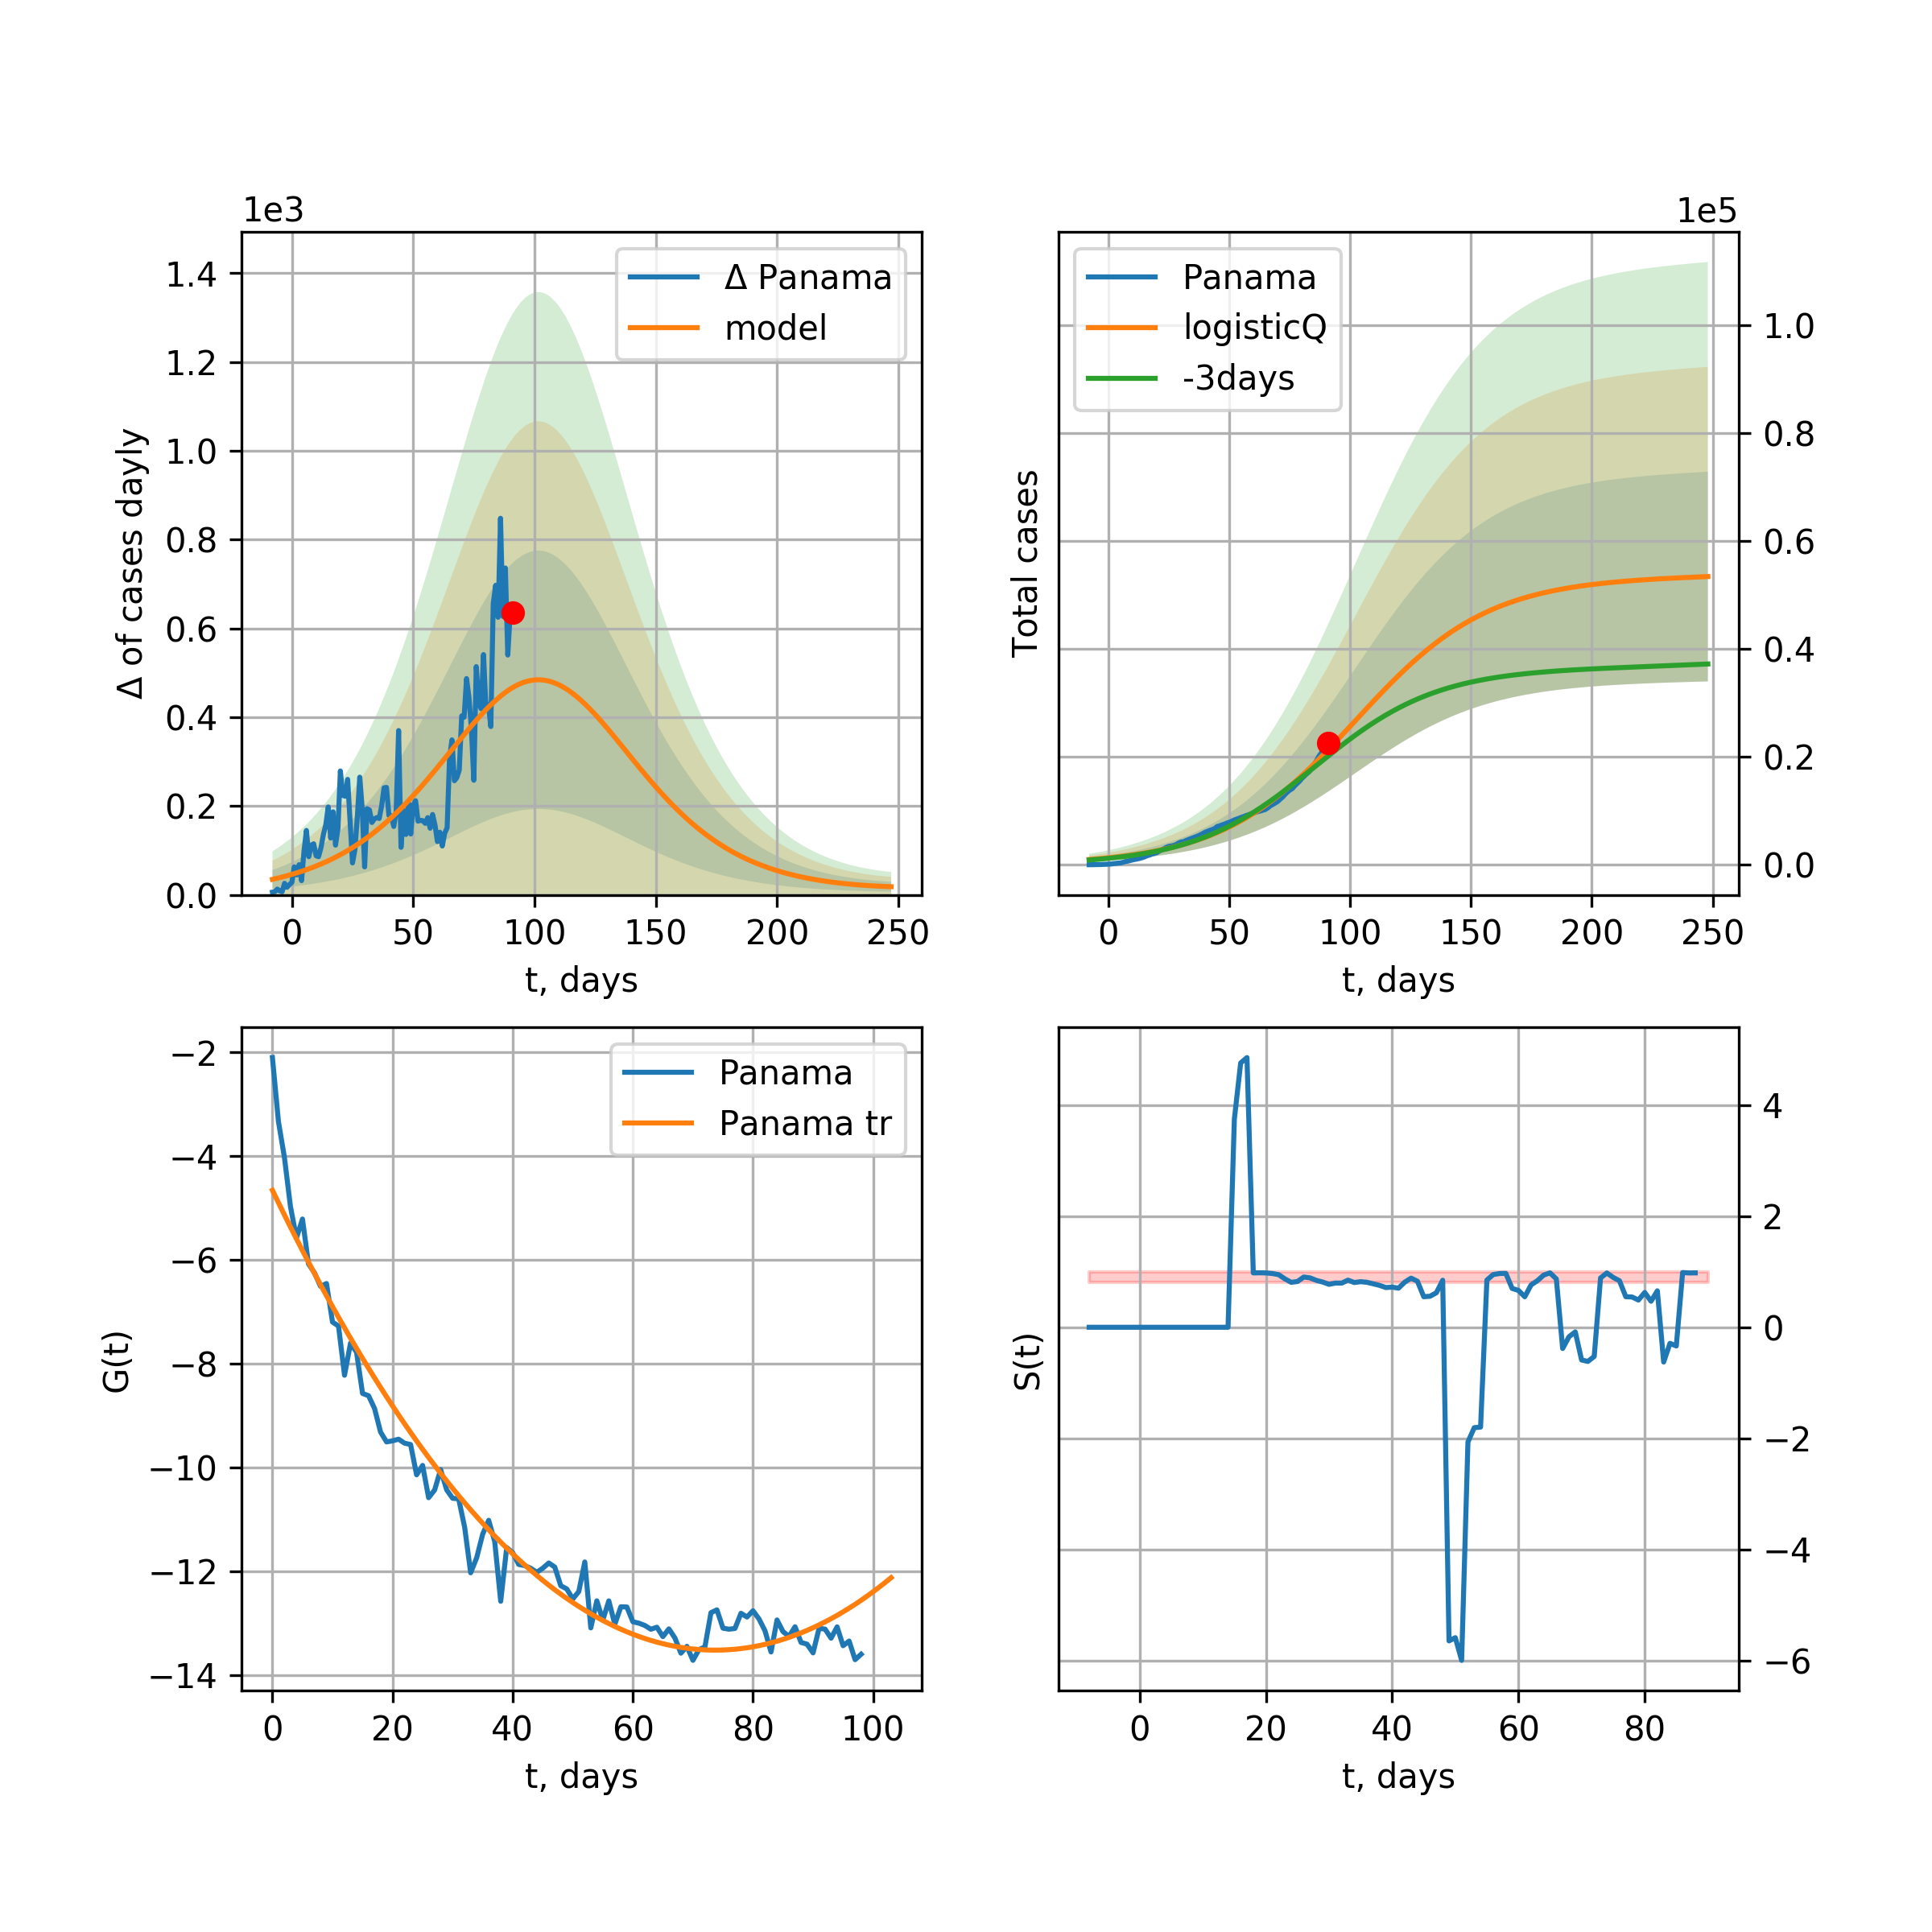 1e3
1.4
1.2
1.0
0.8
0.6
0.4
0.2
0.0
Δ of cases dayly
Δ Panama
model
0 50 100 150 200 250
t, days
1e5
1.0
0.8
0.6
0.4
0.2
0.0
Total cases
Panama
logisticQ
-3days
0 50 100 150 200 250
t, days
−2
−4
−6
−8
−10
−12
−14
G(t)
Panama
Panama tr
0 20 40 60 80 100
t, days
4
2
0
−2
−4
−6
S(t)
0 20 40 60 80
t, days